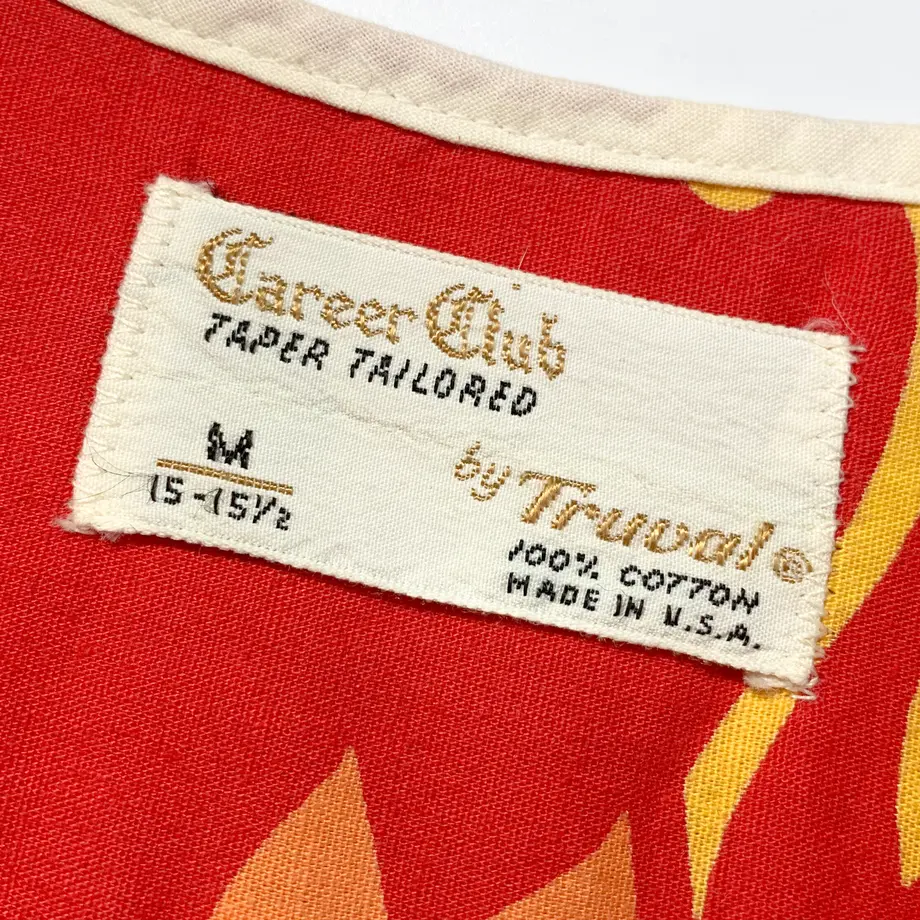 Career Club
TAPER TAILORED
M
15-15½
by Truval®
100% COTTON
MADE IN U.S.A.